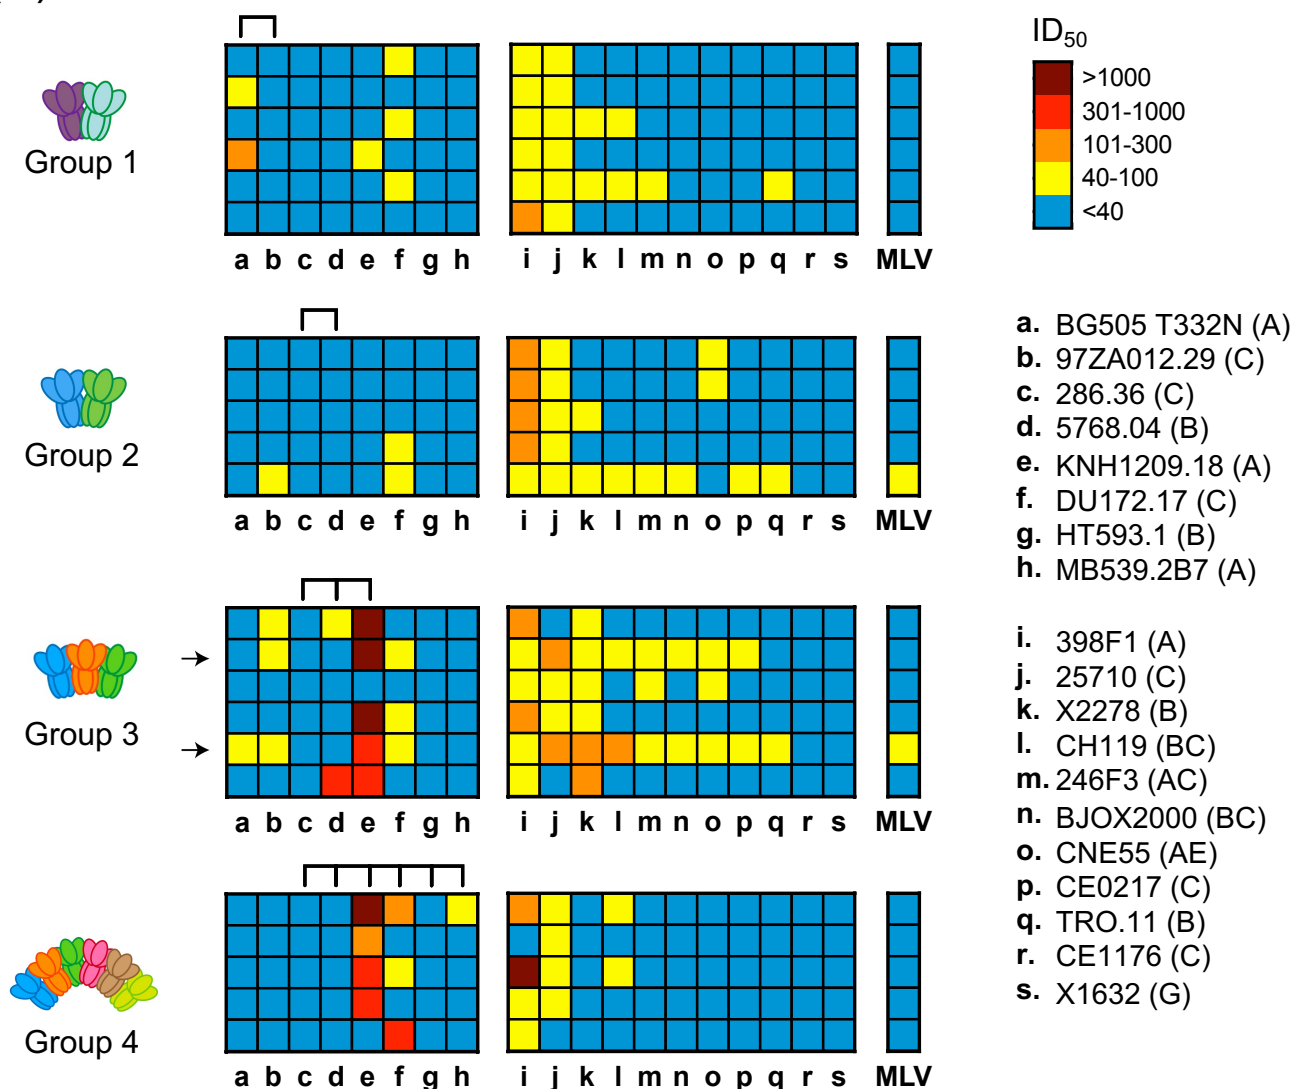 ID50
>1000
301-1000
101-300
40-100
<40
Group 1
a b c d e f g h
i j k l m n o p q r s
MLV
Group 2
a b c d e f g h
i j k l m n o p q r s
MLV
Group 3
a b c d e f g h
i j k l m n o p q r s
MLV
Group 4
a b c d e f g h
i j k l m n o p q r s
MLV
a. BG505 T332N (A)
b. 97ZA012.29 (C)
c. 286.36 (C)
d. 5768.04 (B)
e. KNH1209.18 (A)
f. DU172.17 (C)
g. HT593.1 (B)
h. MB539.2B7 (A)
i. 398F1 (A)
j. 25710 (C)
k. X2278 (B)
l. CH119 (BC)
m. 246F3 (AC)
n. BJOX2000 (BC)
o. CNE55 (AE)
p. CE0217 (C)
q. TRO.11 (B)
r. CE1176 (C)
s. X1632 (G)